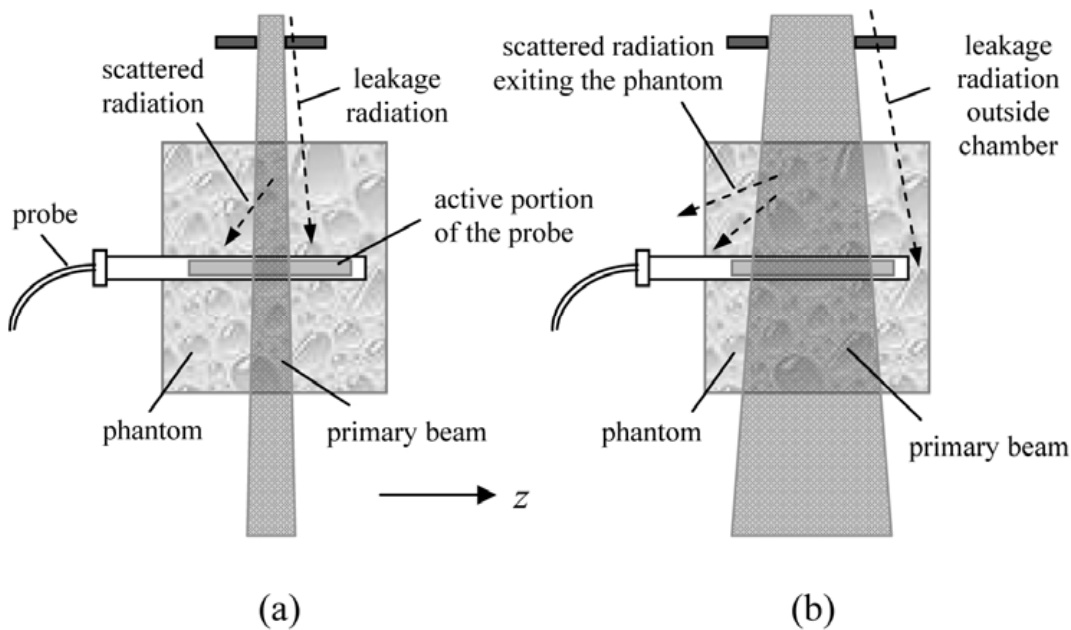 scattered
radiation
leakage
radiation
probe
active portion
of the probe
phantom
primary beam
z
(a)
scattered radiation
exiting the phantom
leakage
radiation
outside
chamber
phantom
primary beam
(b)